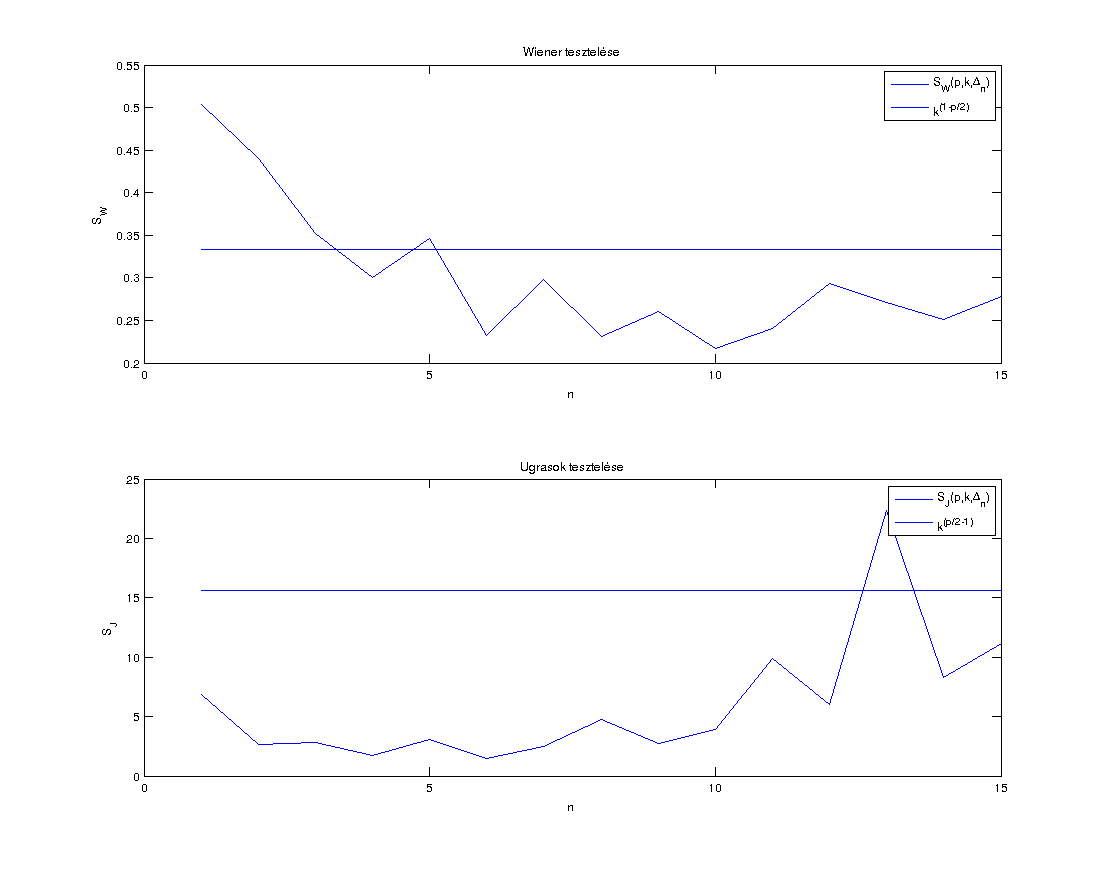 Wiener tesztelése
0.55
0.5
0.45
0.4
0.35
0.3
0.25
0.2
S_W
0
5
10
15
n
S_W(p,k,Δ_n)
k^(1-p/2)
Ugrasok tesztelése
25
20
15
10
5
0
S_J
0
5
10
15
n
S_J(p,k,Δ_n)
k^(p/2-1)